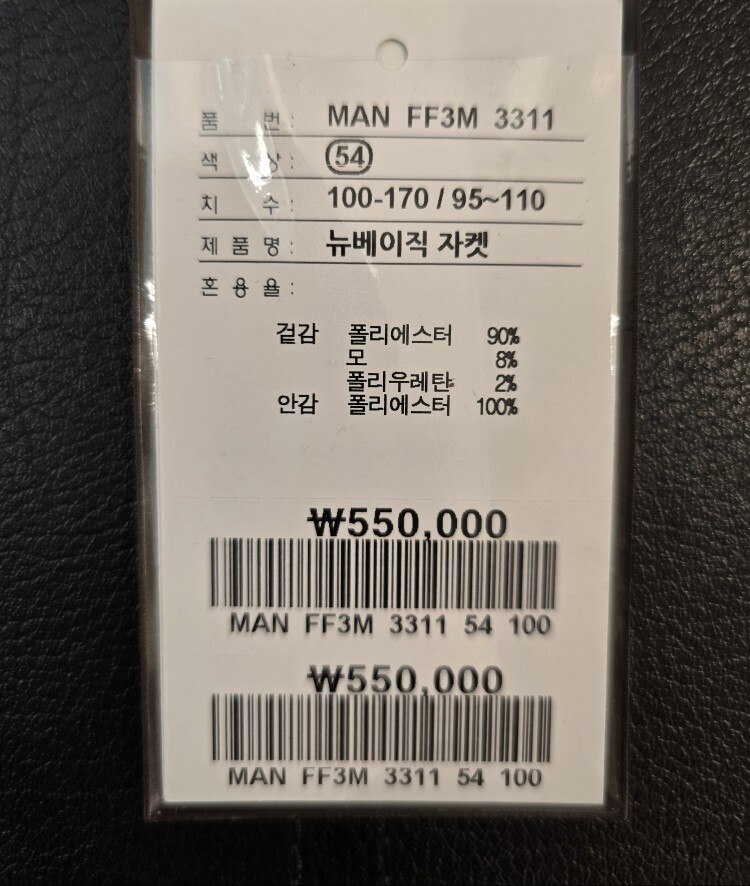 품 번 : MAN FF3M 3311
색 상 : 54
치 수 : 100-170 / 95~110
제 품 명 : 뉴베이직 자켓
혼 용 율 :
겉감 폴리에스터 90%
모 8%
폴리우레탄 2%
안감 폴리에스터 100%
₩550,000
MAN FF3M 3311 54 100
₩550,000
MAN FF3M 3311 54 100